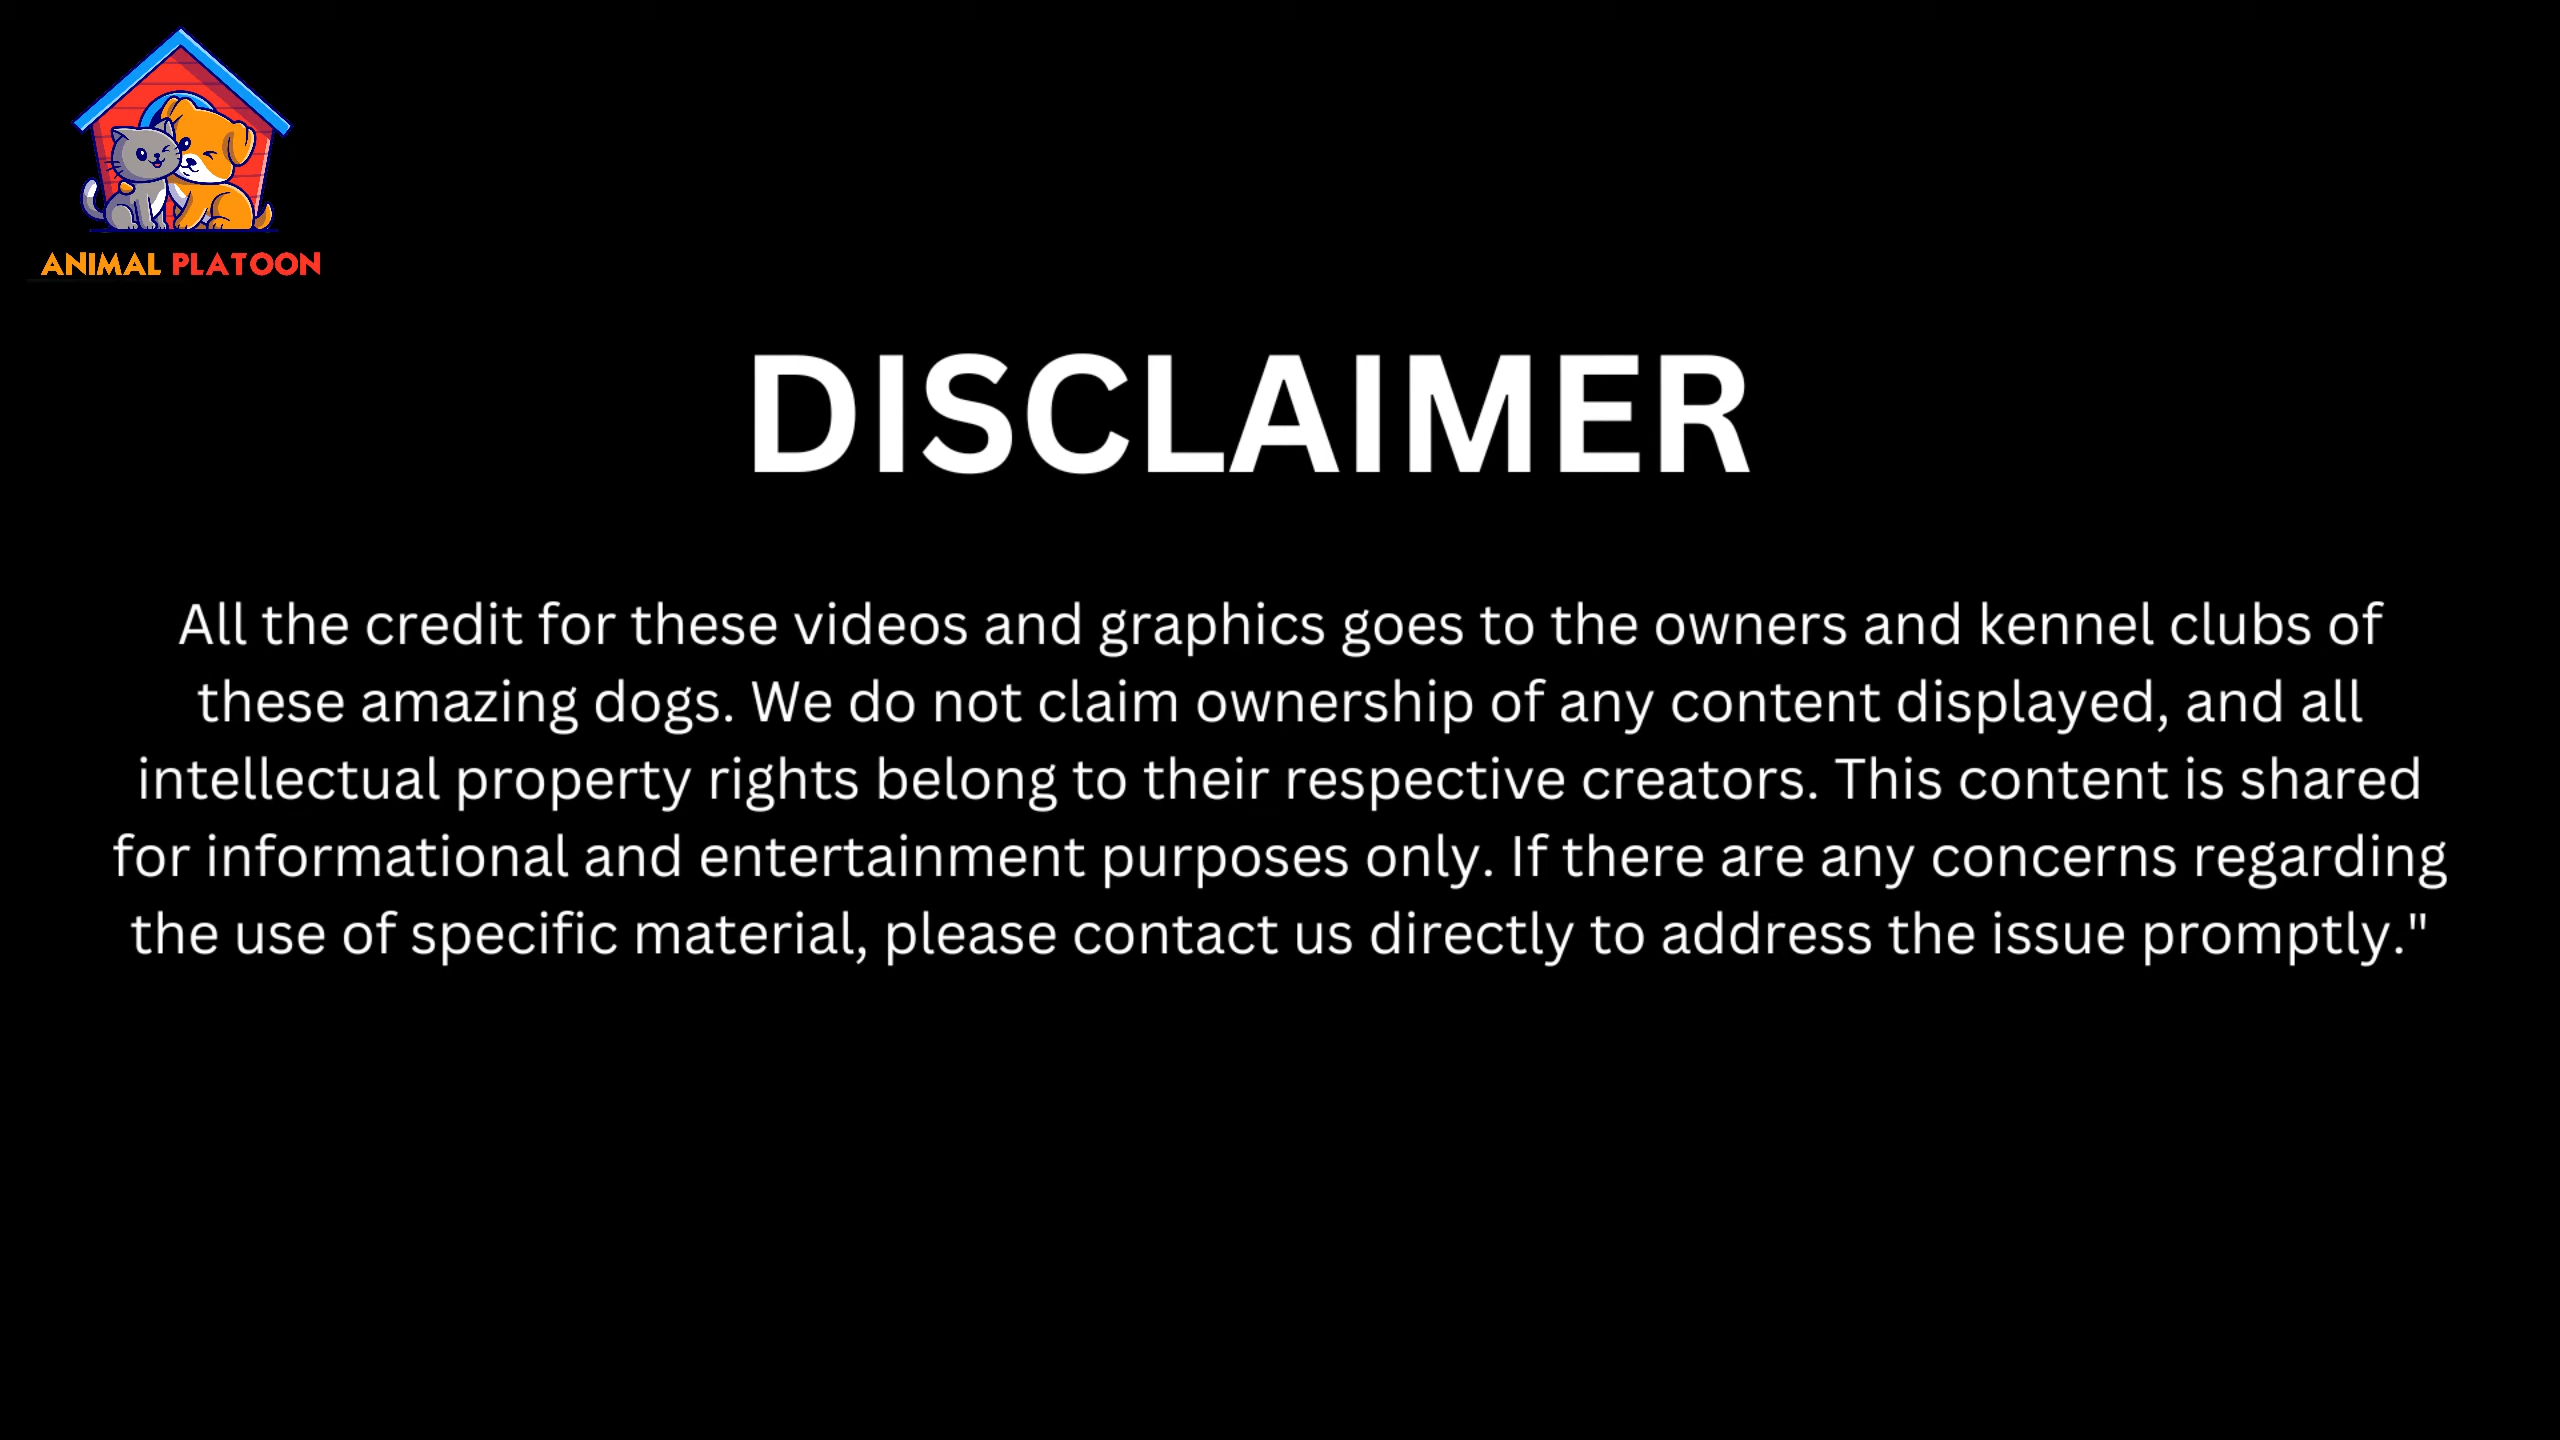 ANIMAL PLATOON
DISCLAIMER
All the credit for these videos and graphics goes to the owners and kennel clubs of
these amazing dogs. We do not claim ownership of any content displayed, and all
intellectual property rights belong to their respective creators. This content is shared
for informational and entertainment purposes only. If there are any concerns regarding
the use of specific material, please contact us directly to address the issue promptly."